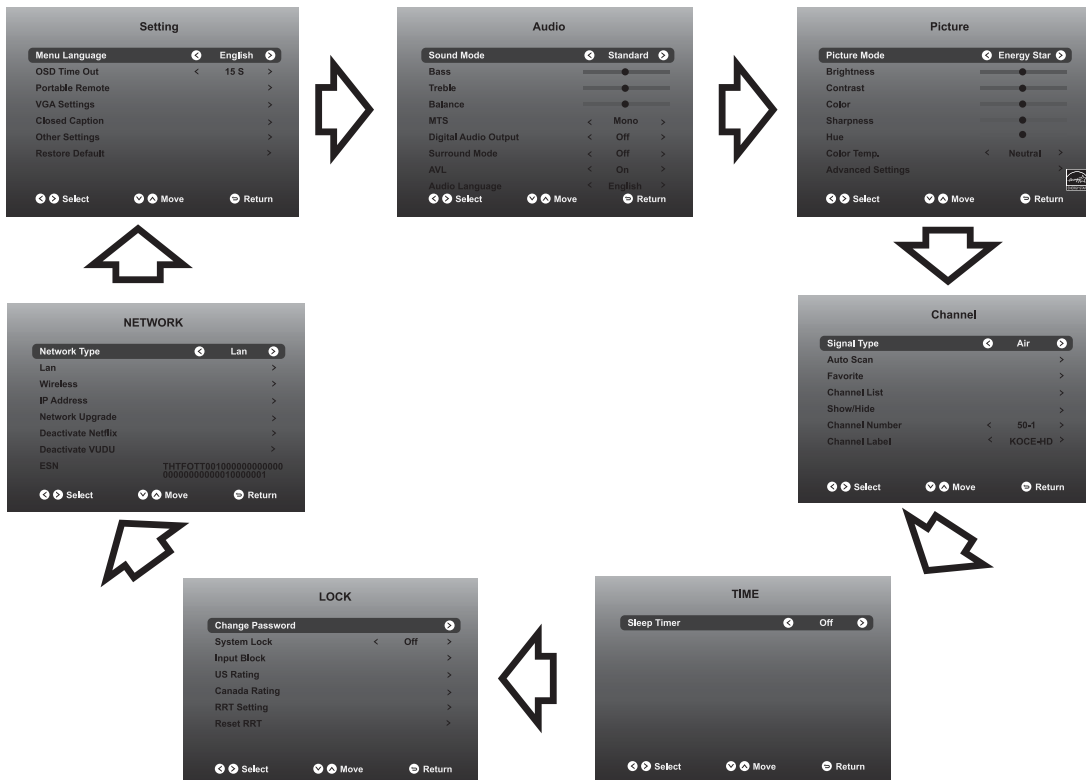 Setting
Menu Language English
OSD Time Out < 15 S >
Portable Remote >
VGA Settings >
Closed Caption >
Other Settings >
Restore Default >
Select Move Return
Audio
Sound Mode Standard
Bass
Treble
Balance
MTS < Mono >
Digital Audio Output < Off >
Surround Mode < Off >
AVL < On >
Audio Language < English >
Select Move Return
Picture
Picture Mode Energy Star
Brightness
Contrast
Color
Sharpness
Hue
Color Temp. < Neutral >
Advanced Settings >
Select Move Return
Channel
Signal Type Air
Auto Scan >
Favorite >
Channel List >
Show/Hide >
Channel Number < 50-1 >
Channel Label < KOCE-HD >
Select Move Return
TIME
Sleep Timer Off
Select Move Return
LOCK
Change Password
System Lock < Off >
Input Block >
US Rating >
Canada Rating >
RRT Setting >
Reset RRT >
Select Move Return
NETWORK
Network Type Lan
Lan >
Wireless >
IP Address >
Network Upgrade >
Deactivate Netflix >
Deactivate VUDU >
ESN
Select Move Return